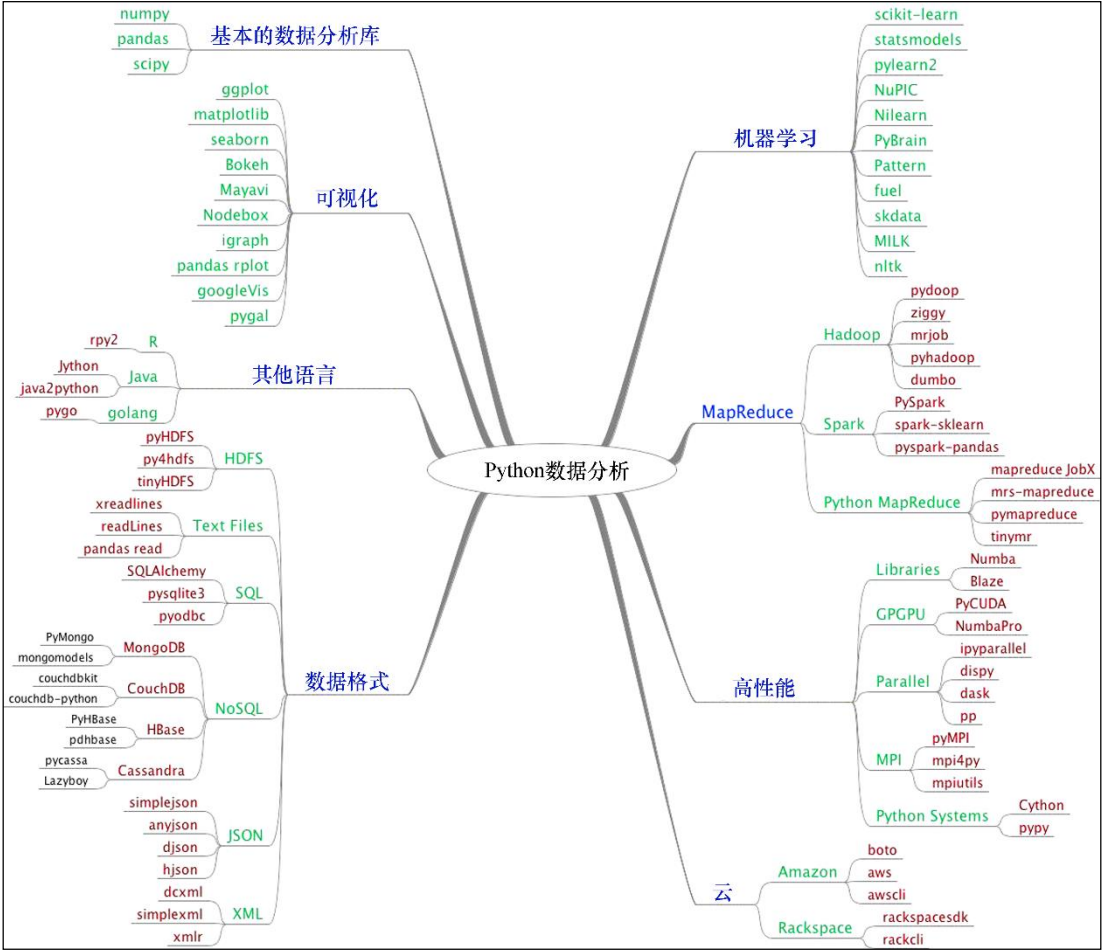 Python数据分析
基本的数据分析库
numpy
pandas
scipy
可视化
ggplot
matplotlib
seaborn
Bokeh
Mayavi
Nodebox
igraph
pandas rplot
googleVis
pygal
其他语言
R
rpy2
Java
Jython
java2python
golang
pygo
数据格式
HDFS
pyHDFS
py4hdfs
tinyHDFS
Text Files
xreadlines
readLines
pandas read
SQL
SQLAlchemy
pysqlite3
pyodbc
NoSQL
MongoDB
PyMongo
mongomodels
CouchDB
couchdbkit
couchdb-python
HBase
PyHBase
pdhbase
Cassandra
pycassa
Lazyboy
JSON
simplejson
anyjson
djson
hjson
XML
dcxml
simplexml
xmlr
机器学习
scikit-learn
statsmodels
pylearn2
NuPIC
Nilearn
PyBrain
Pattern
fuel
skdata
MILK
nltk
MapReduce
Hadoop
pydoop
ziggy
mrjob
pyhadoop
dumbo
Spark
PySpark
spark-sklearn
pyspark-pandas
Python MapReduce
mapreduce JobX
mrs-mapreduce
pymapreduce
tinymr
高性能
Libraries
Numba
Blaze
GPGPU
PyCUDA
NumbaPro
Parallel
ipyparallel
dispy
dask
pp
MPI
pyMPI
mpi4py
mpiutils
Python Systems
Cython
pypy
云
Amazon
boto
aws
awscli
Rackspace
rackspacesdk
rackcli